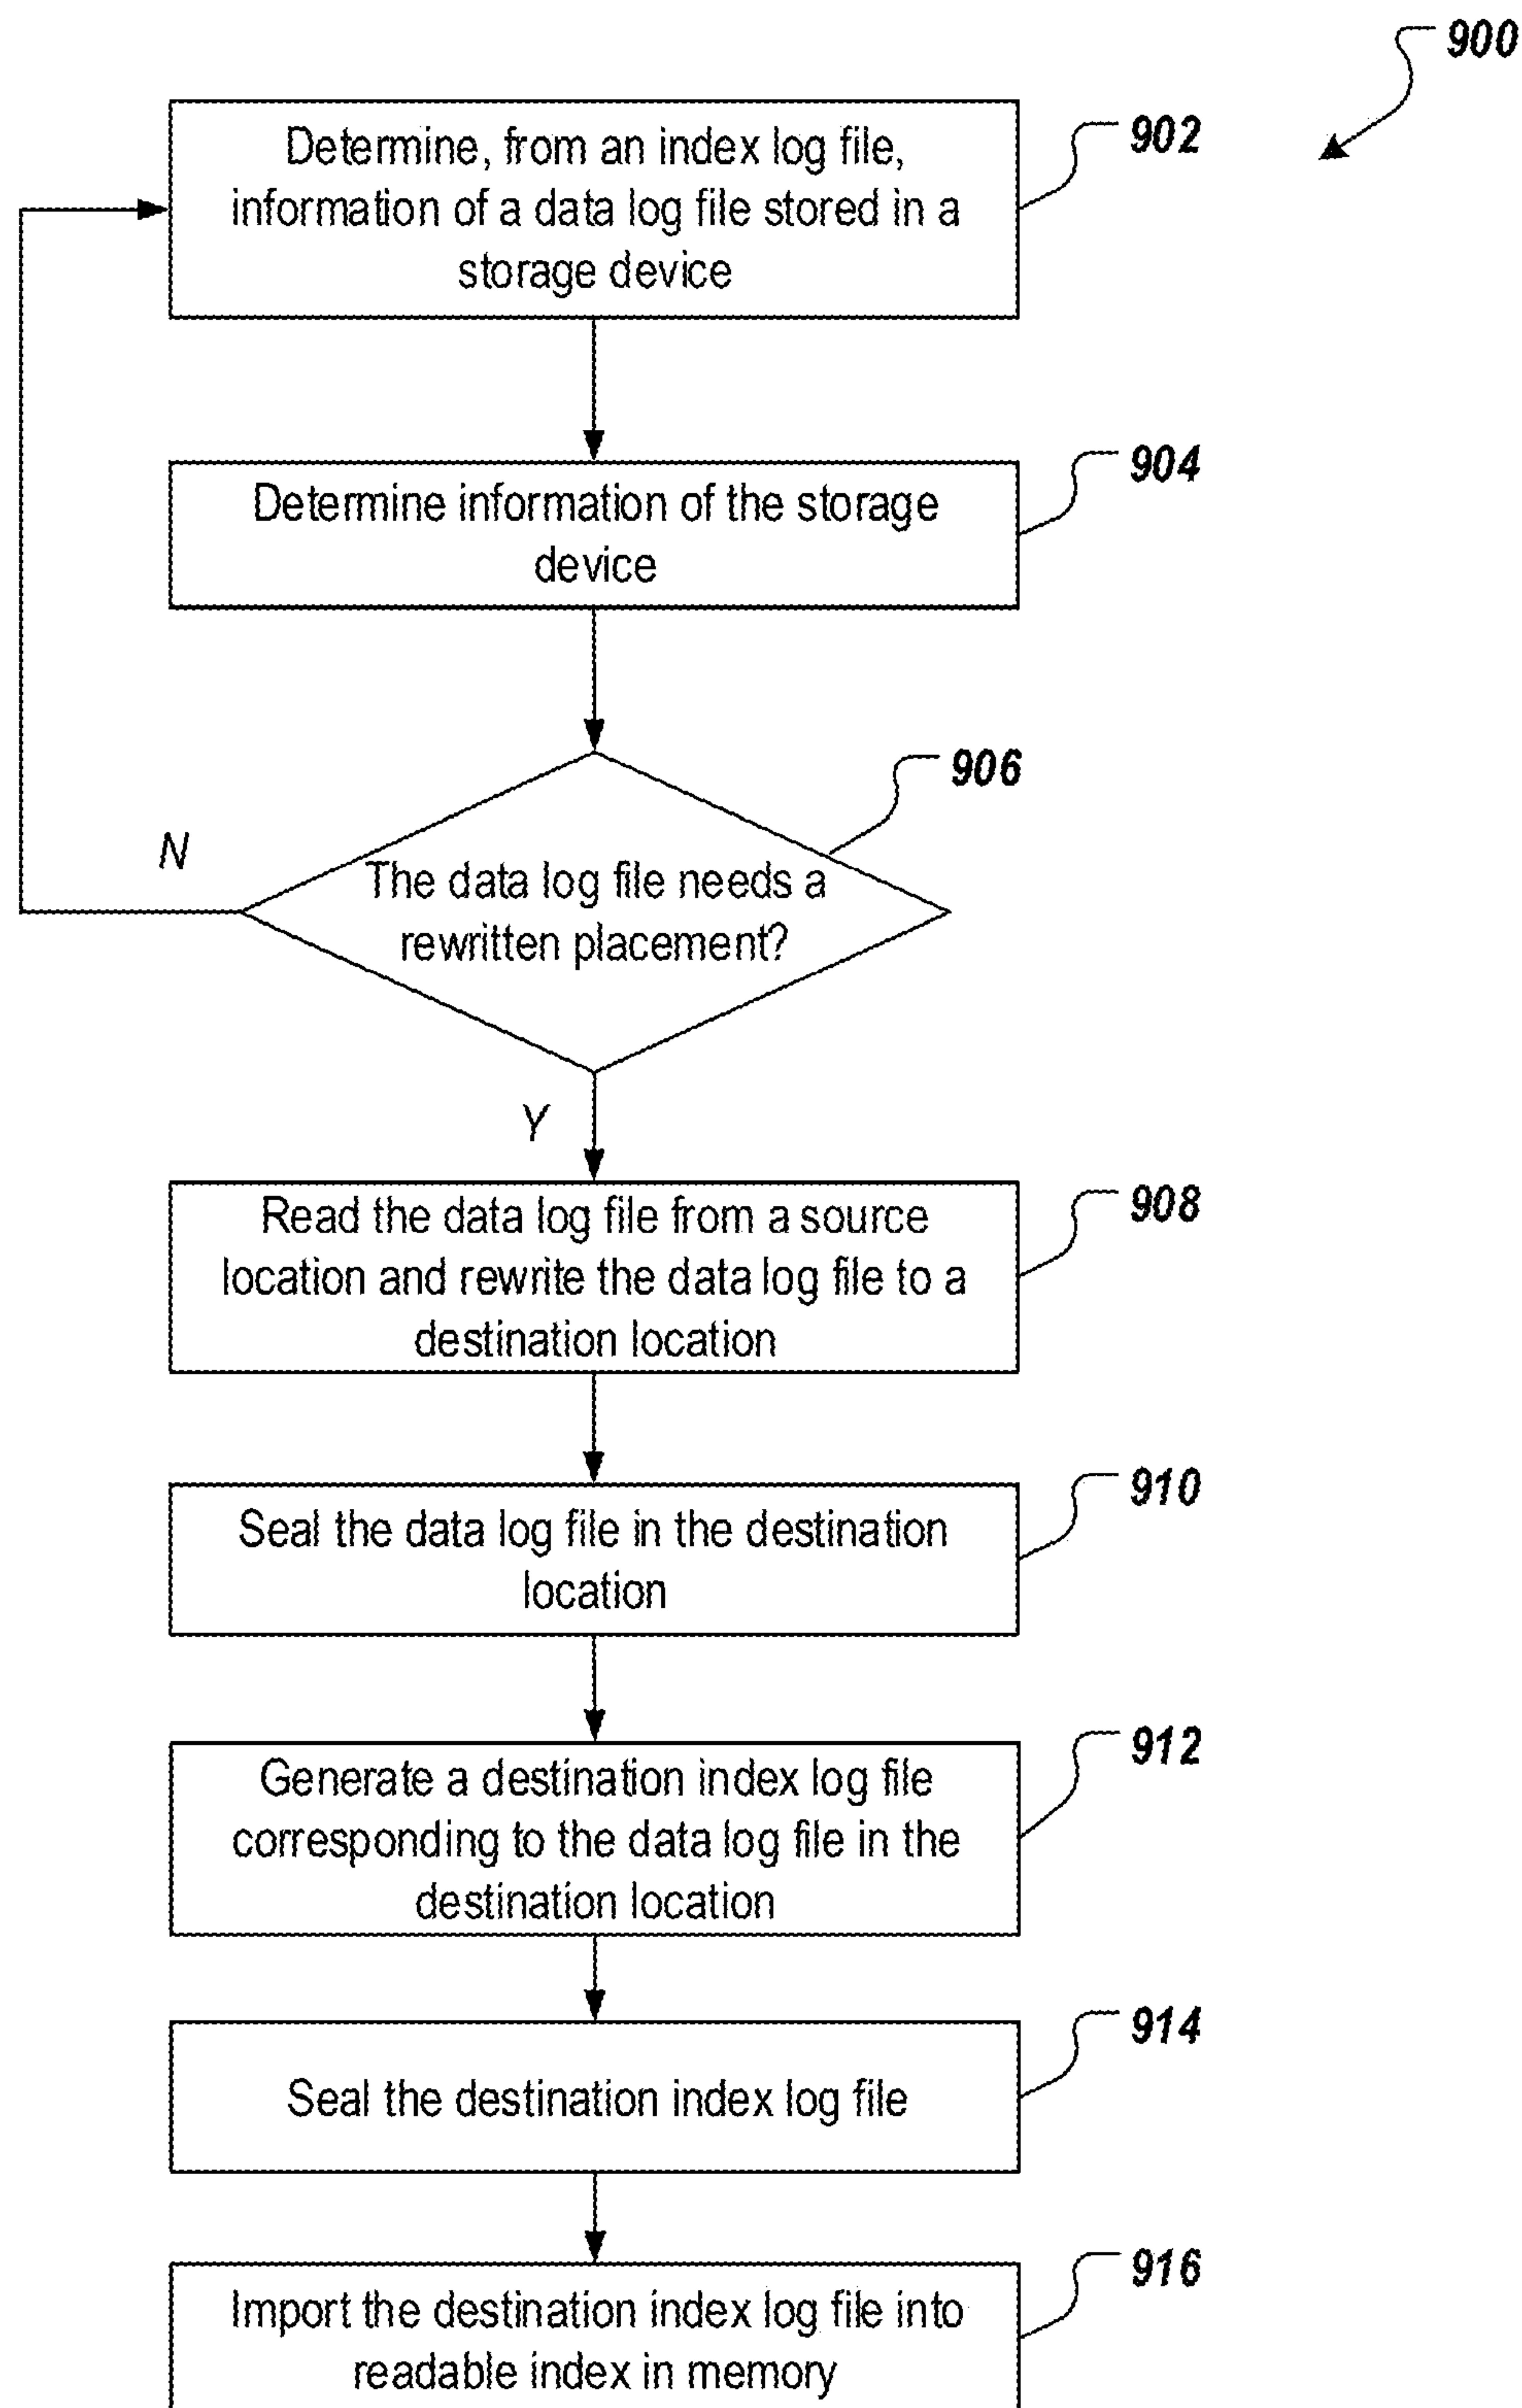 900
Determine, from an index log file,
information of a data log file stored in a
storage device
902
Determine information of the storage
device
904
906
N
The data log file needs a
rewritten placement?
Y
Read the data log file from a source
location and rewrite the data log file to a
destination location
908
Seal the data log file in the destination
location
910
Generate a destination index log file
corresponding to the data log file in the
destination location
912
Seal the destination index log file
914
Import the destination index log file into
readable index in memory
916